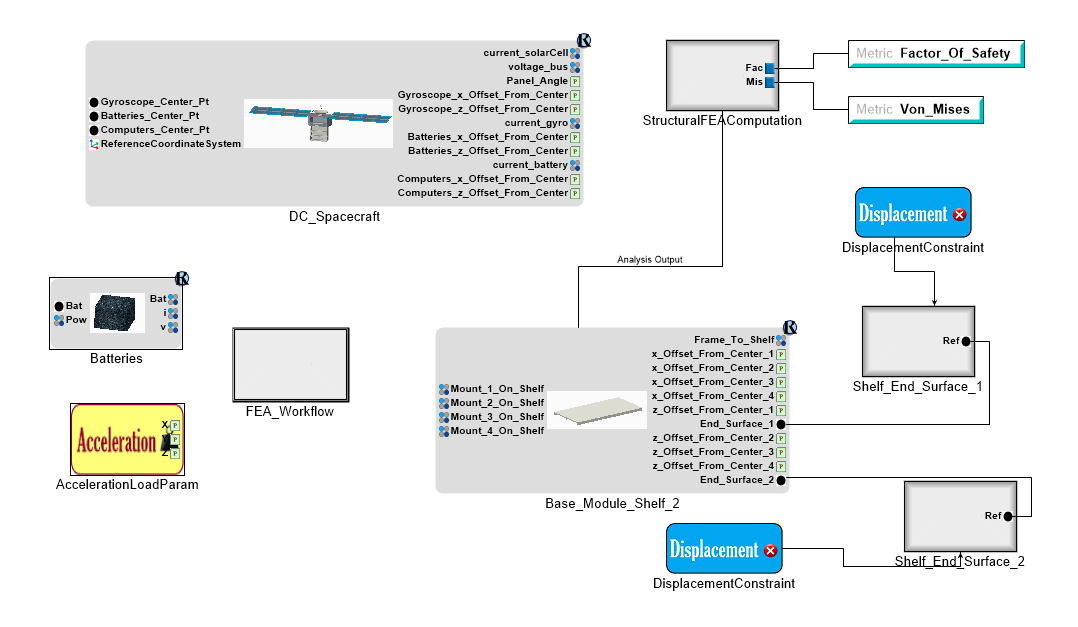 current_solarCell
voltage_bus
Panel_Angle
Gyroscope_x_Offset_From_Center
Gyroscope_z_Offset_From_Center
current_gyro
Batteries_x_Offset_From_Center
Batteries_z_Offset_From_Center
current_battery
Computers_x_Offset_From_Center
Computers_z_Offset_From_Center
Gyroscope_Center_Pt
Batteries_Center_Pt
Computers_Center_Pt
ReferenceCoordinateSystem
DC_Spacecraft
Fac
Mis
StructuralFEAComputation
Metric Factor_Of_Safety
Metric Von_Mises
Displacement
DisplacementConstraint
Analysis Output
Bat
Pow
Bat
i
v
Batteries
FEA_Workflow
Acceleration
X
Z
AccelerationLoadParam
Frame_To_Shelf
x_Offset_From_Center_1
x_Offset_From_Center_2
x_Offset_From_Center_3
x_Offset_From_Center_4
z_Offset_From_Center_1
End_Surface_1
z_Offset_From_Center_2
z_Offset_From_Center_3
z_Offset_From_Center_4
End_Surface_2
Mount_1_On_Shelf
Mount_2_On_Shelf
Mount_3_On_Shelf
Mount_4_On_Shelf
Base_Module_Shelf_2
Ref
Shelf_End_Surface_1
Ref
Shelf_End_Surface_2
Displacement
DisplacementConstraint